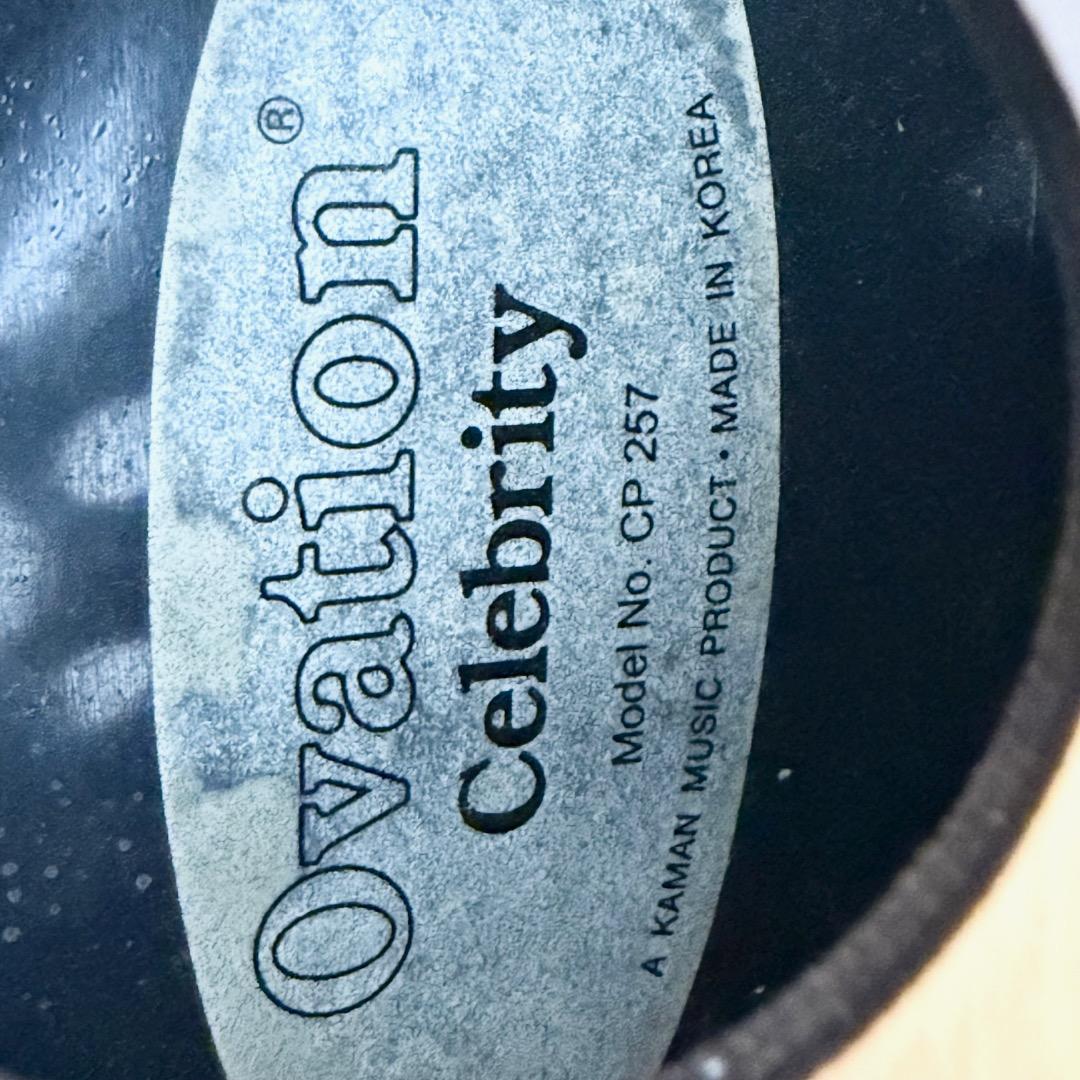 Ovation®
Celebrity
Model No. CP 257
A KAMAN MUSIC PRODUCT • MADE IN KOREA